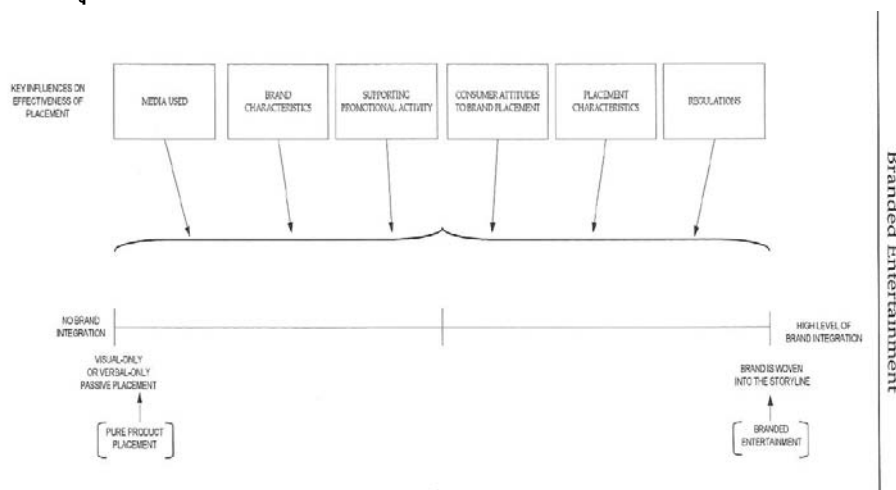 KEY INFLUENCES ON
EFFECTIVENESS OF
PLACEMENT
MEDIA USED
BRAND
CHARACTERISTICS
SUPPORTING
PROMOTIONAL ACTIVITY
CONSUMER ATTITUDES
TO BRAND PLACEMENT
PLACEMENT
CHARACTERISTICS
REGULATIONS
NO BRAND
INTEGRATION
HIGH LEVEL OF
BRAND INTEGRATION
VISUAL-ONLY
OR VERBAL-ONLY
PASSIVE PLACEMENT
BRAND IS WOVEN
INTO THE STORYLINE
PURE PRODUCT
PLACEMENT
BRANDED
ENTERTAINMENT
Branded Entertainment